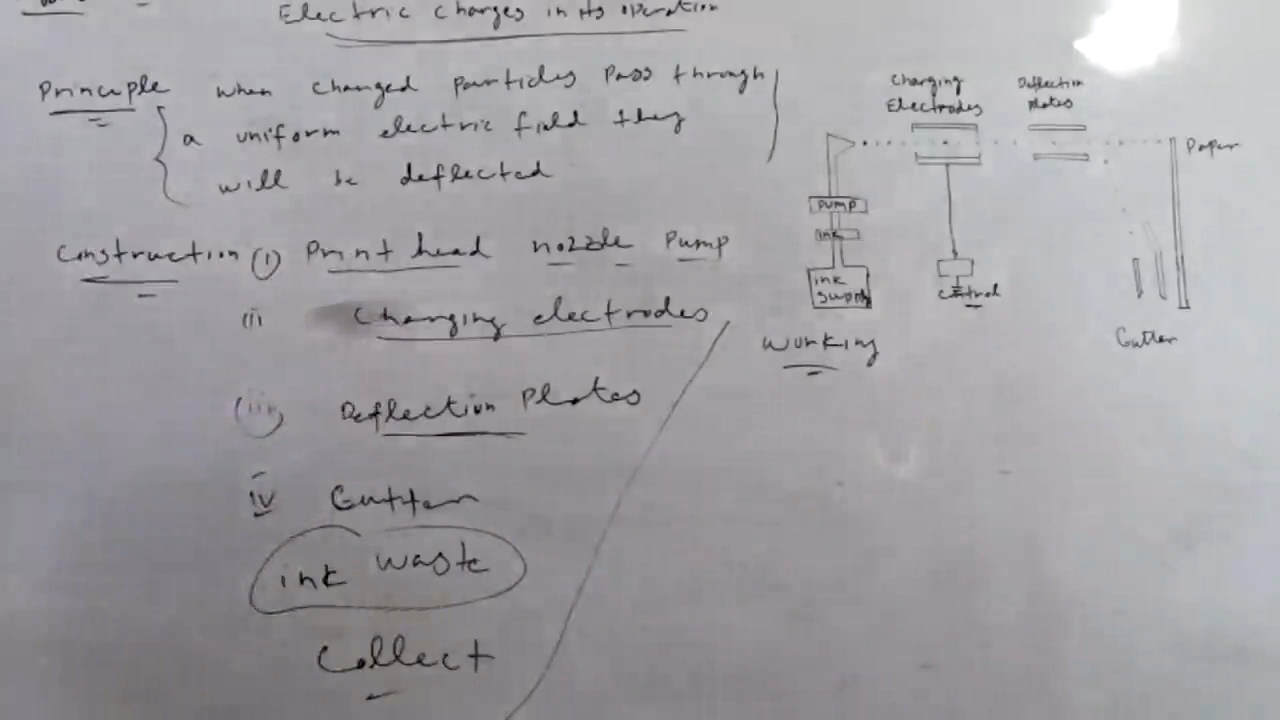 Electric Charges in its operation
Principle when charged particles pass through
a uniform electric field they
will be deflected
Construction (i) Print head nozzle Pump
(ii Charging electrodes
(iii) Deflection Plates
iv Gutter
ink waste
Collect
Charging
Electrodes
Deflection
plates
Paper
PUMP
ink
ink
supply
control
Gutter
Working